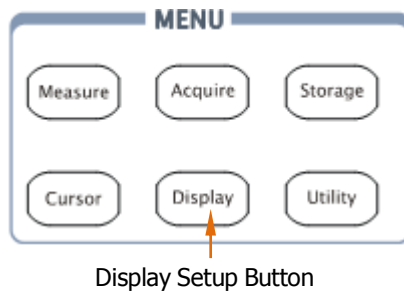 MENU
Measure Acquire Storage
Cursor Display Utility
Display Setup Button